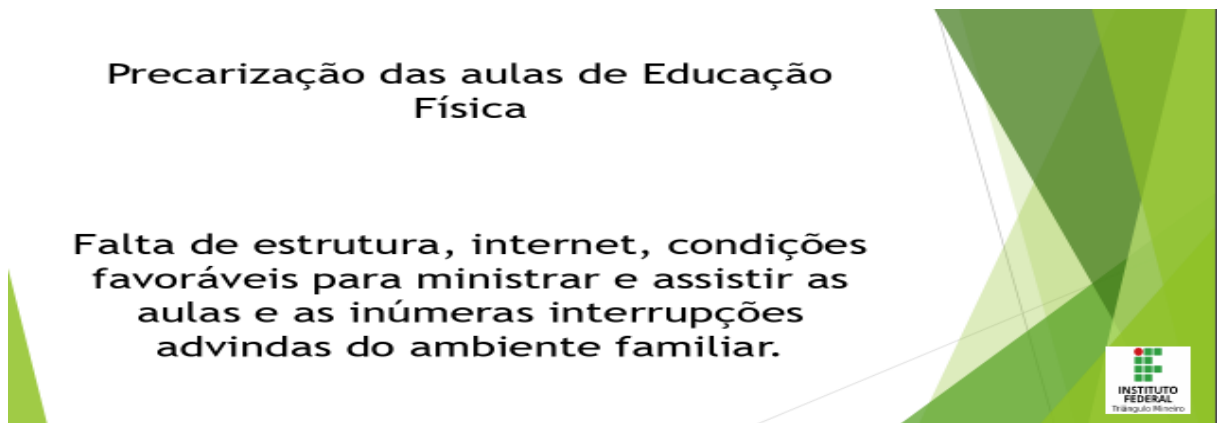 Precarização das aulas de Educação
Física
Falta de estrutura, internet, condições
favoráveis para ministrar e assistir as
aulas e as inúmeras interrupções
advindas do ambiente familiar.
INSTITUTO
FEDERAL
Triângulo Mineiro